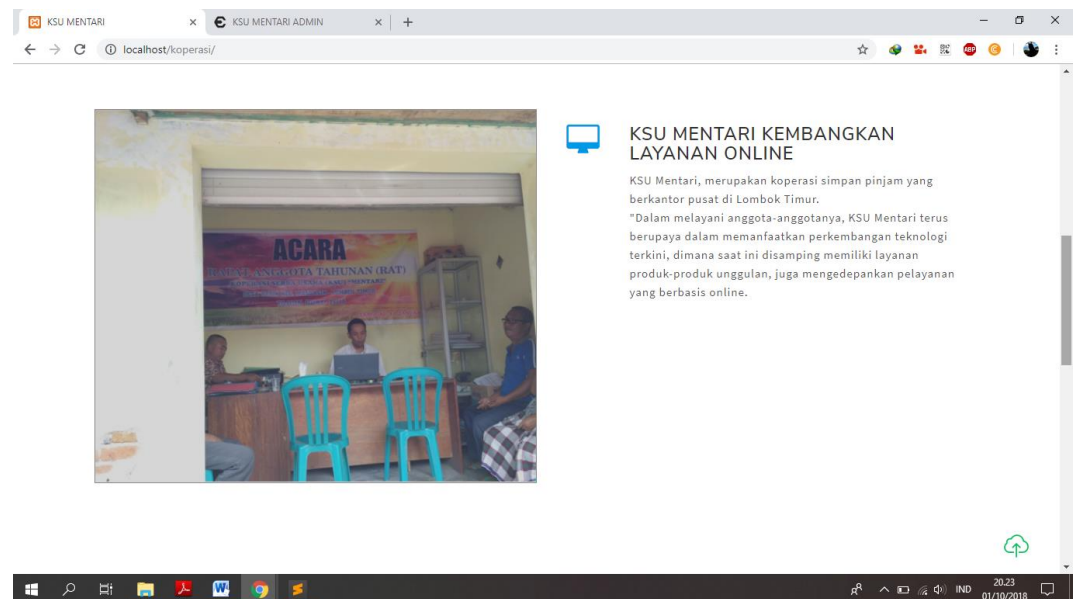 KSU MENTARI
KSU MENTARI ADMIN
localhost/koperasi/
ABP
KSU MENTARI KEMBANGKAN
LAYANAN ONLINE
KSU Mentari, merupakan koperasi simpan pinjam yang
berkantor pusat di Lombok Timur.
"Dalam melayani anggota-anggotanya, KSU Mentari terus
berupaya dalam memanfaatkan perkembangan teknologi
terkini, dimana saat ini disamping memiliki layanan
produk-produk unggulan, juga mengedepankan pelayanan
yang berbasis online.
ACARA
RAPAT ANGGOTA TAHUNAN (RAT)
IND
20.23
01/10/2018